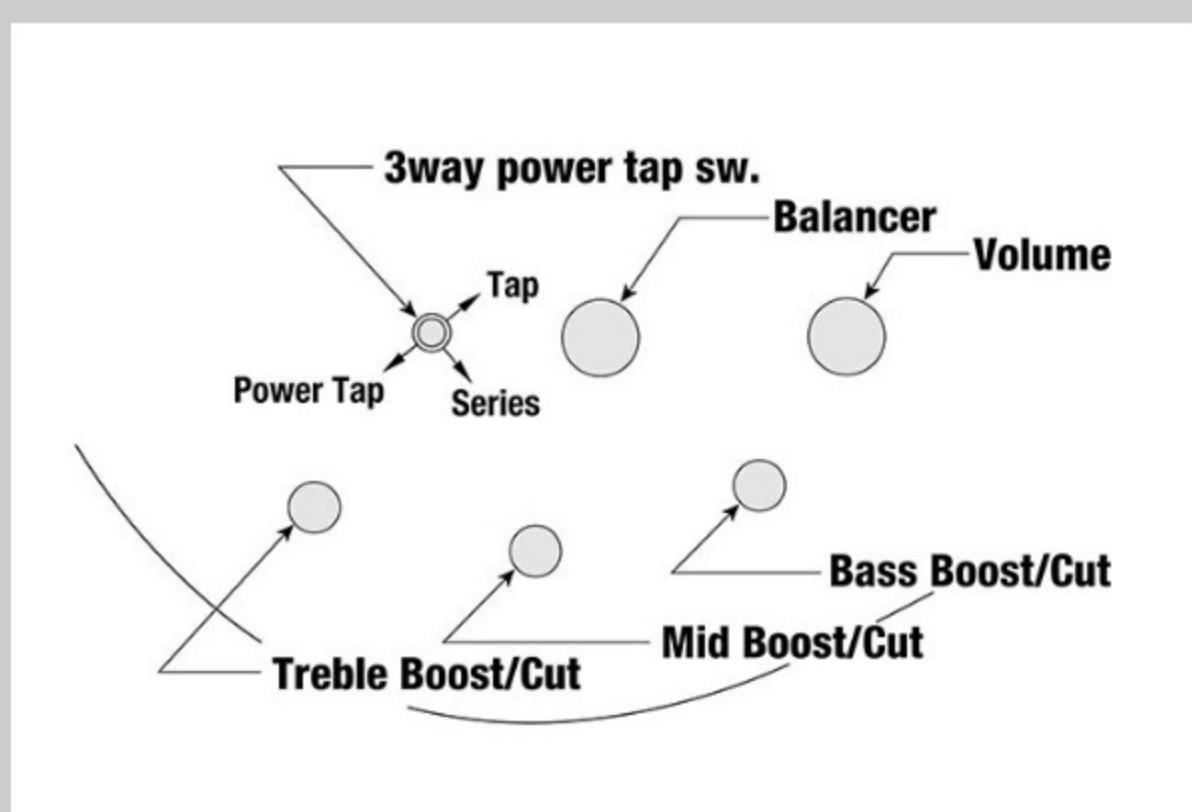 3way power tap sw.
Balancer
Volume
Tap
Power Tap
Series
Bass Boost/Cut
Mid Boost/Cut
Treble Boost/Cut